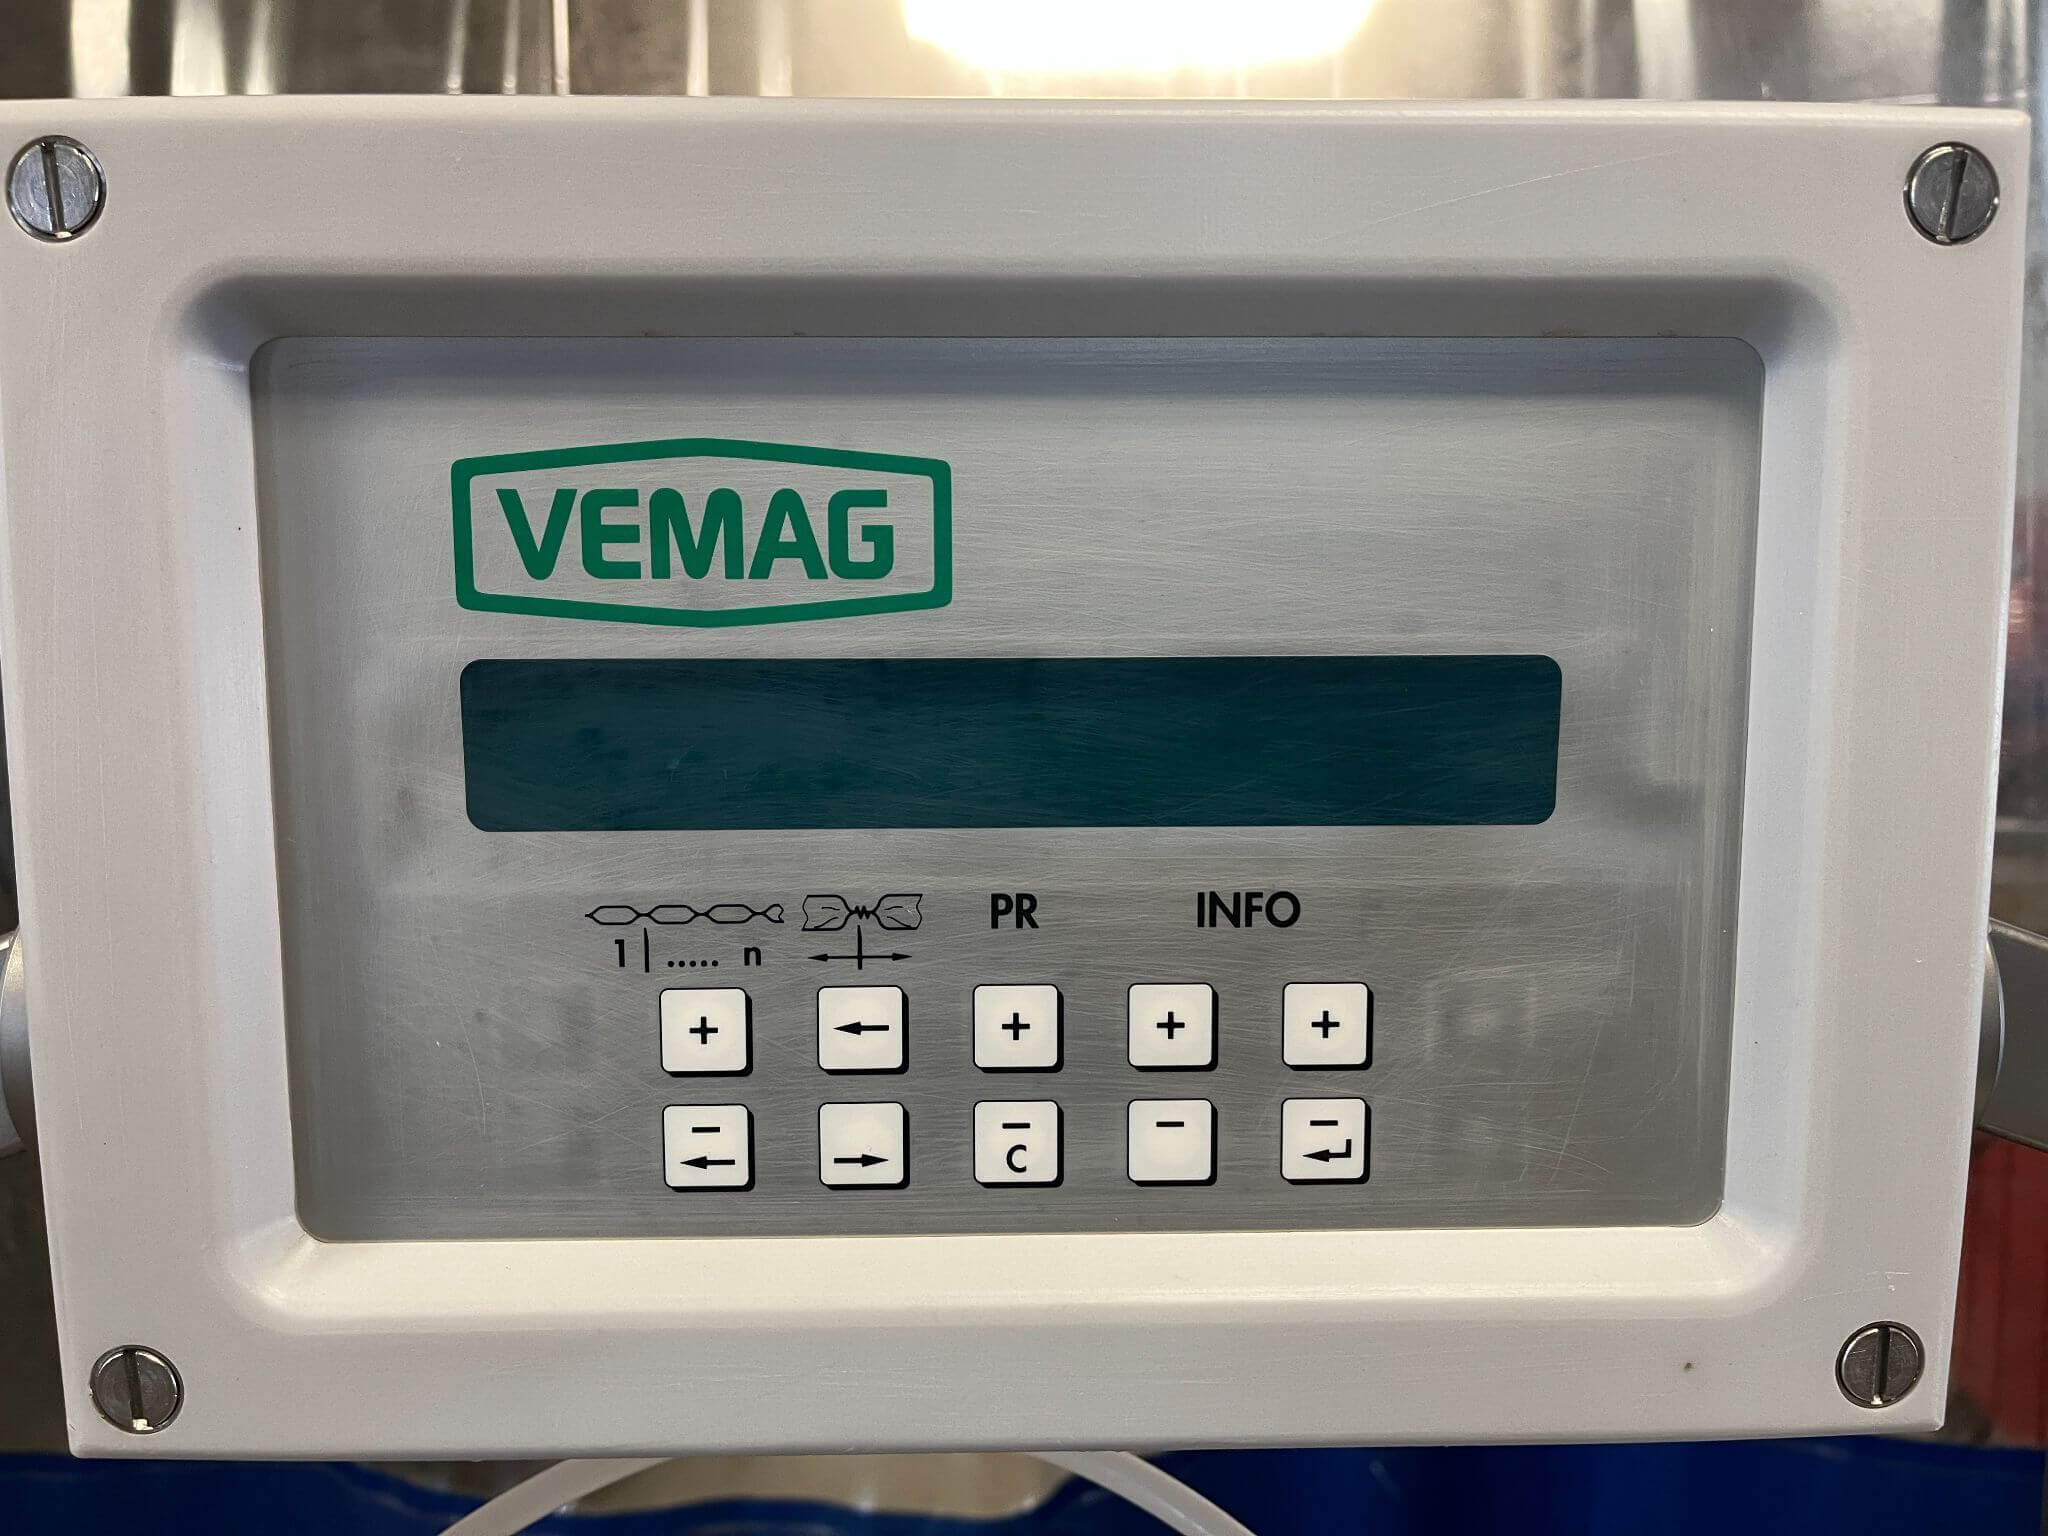 VEMAG
PR INFO
1 | ..... n
+ ← + + +
− − − −
← → C ↵